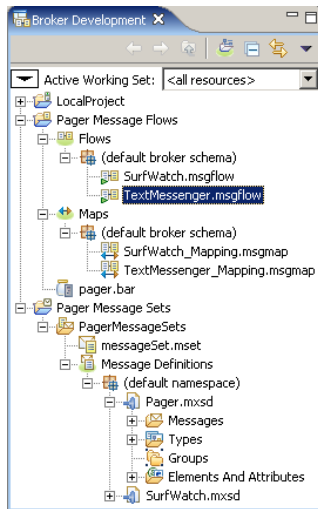 Broker Development
Active Working Set: <all resources>
LocalProject
Pager Message Flows
Flows
(default broker schema)
SurfWatch.msgflow
TextMessenger.msgflow
Maps
(default broker schema)
SurfWatch_Mapping.msgmap
TextMessenger_Mapping.msgmap
pager.bar
Pager Message Sets
PagerMessageSets
messageSet.mset
Message Definitions
(default namespace)
Pager.mxsd
Messages
Types
Groups
Elements And Attributes
SurfWatch.mxsd